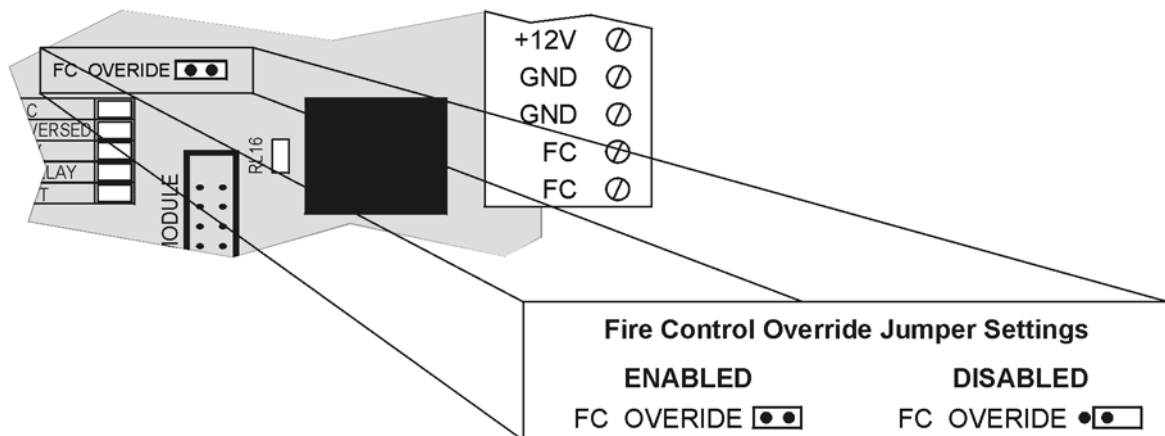 +12V
FC OVERIDE
GND
GND
FC
RL16
FC
Fire Control Override Jumper Settings
ENABLED
DISABLED
FC OVERIDE
FC OVERIDE